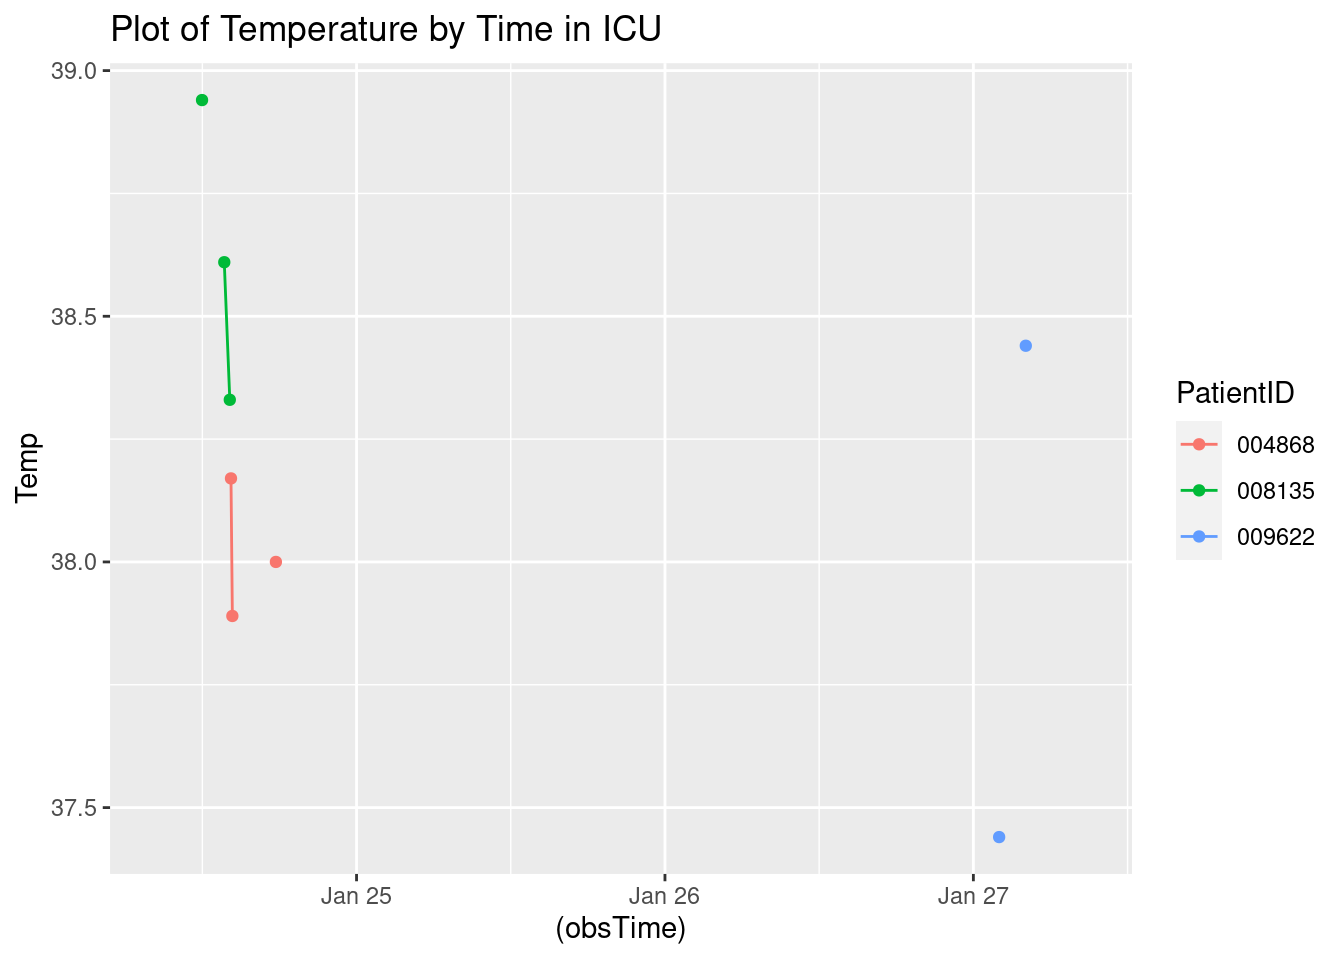 Plot of Temperature by Time in ICU
39.0
38.5
38.0
37.5
Temp
Jan 25
Jan 26
Jan 27
(obsTime)
PatientID
004868
008135
009622